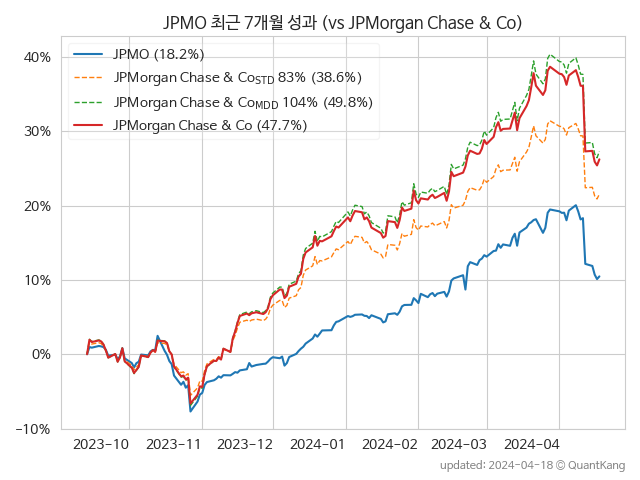 JPMO 최근 7개월 성과 (vs JPMorgan Chase & Co)
JPMO (18.2%)
JPMorgan Chase & CoSTD 83% (38.6%)
JPMorgan Chase & CoMDD 104% (49.8%)
JPMorgan Chase & Co (47.7%)
40%
30%
20%
10%
0%
−10%
2023-10 2023-11 2023-12 2024-01 2024-02 2024-03 2024-04
updated: 2024-04-18 © QuantKang